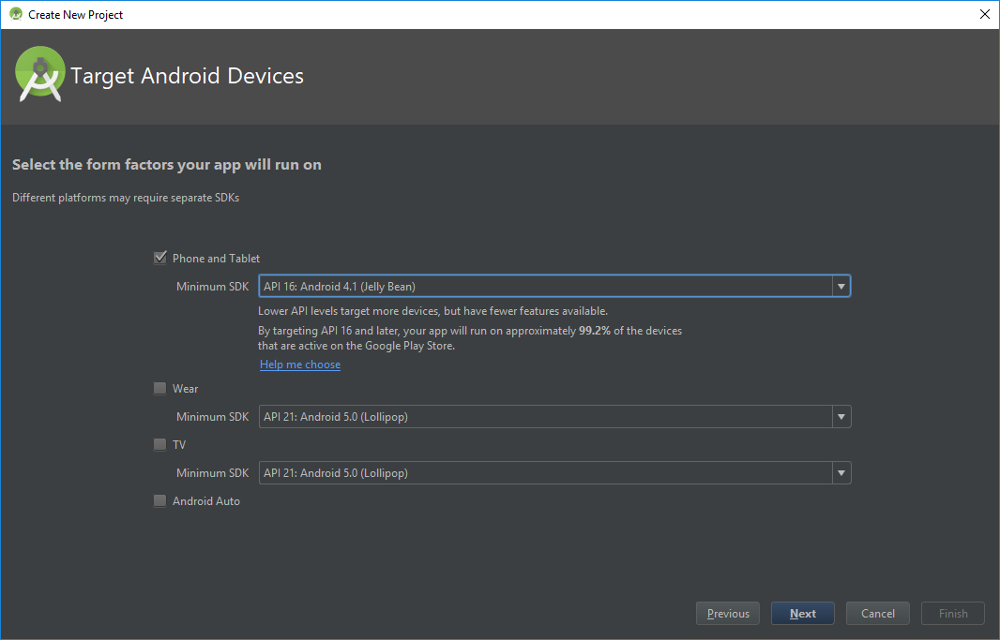 Create New Project
Target Android Devices
Select the form factors your app will run on
Different platforms may require separate SDKs
Phone and Tablet
Minimum SDK API 16: Android 4.1 (Jelly Bean)
Lower API levels target more devices, but have fewer features available.
By targeting API 16 and later, your app will run on approximately 99.2% of the devices
that are active on the Google Play Store.
Help me choose
Wear
Minimum SDK API 21: Android 5.0 (Lollipop)
TV
Minimum SDK API 21: Android 5.0 (Lollipop)
Android Auto
Previous Next Cancel Finish